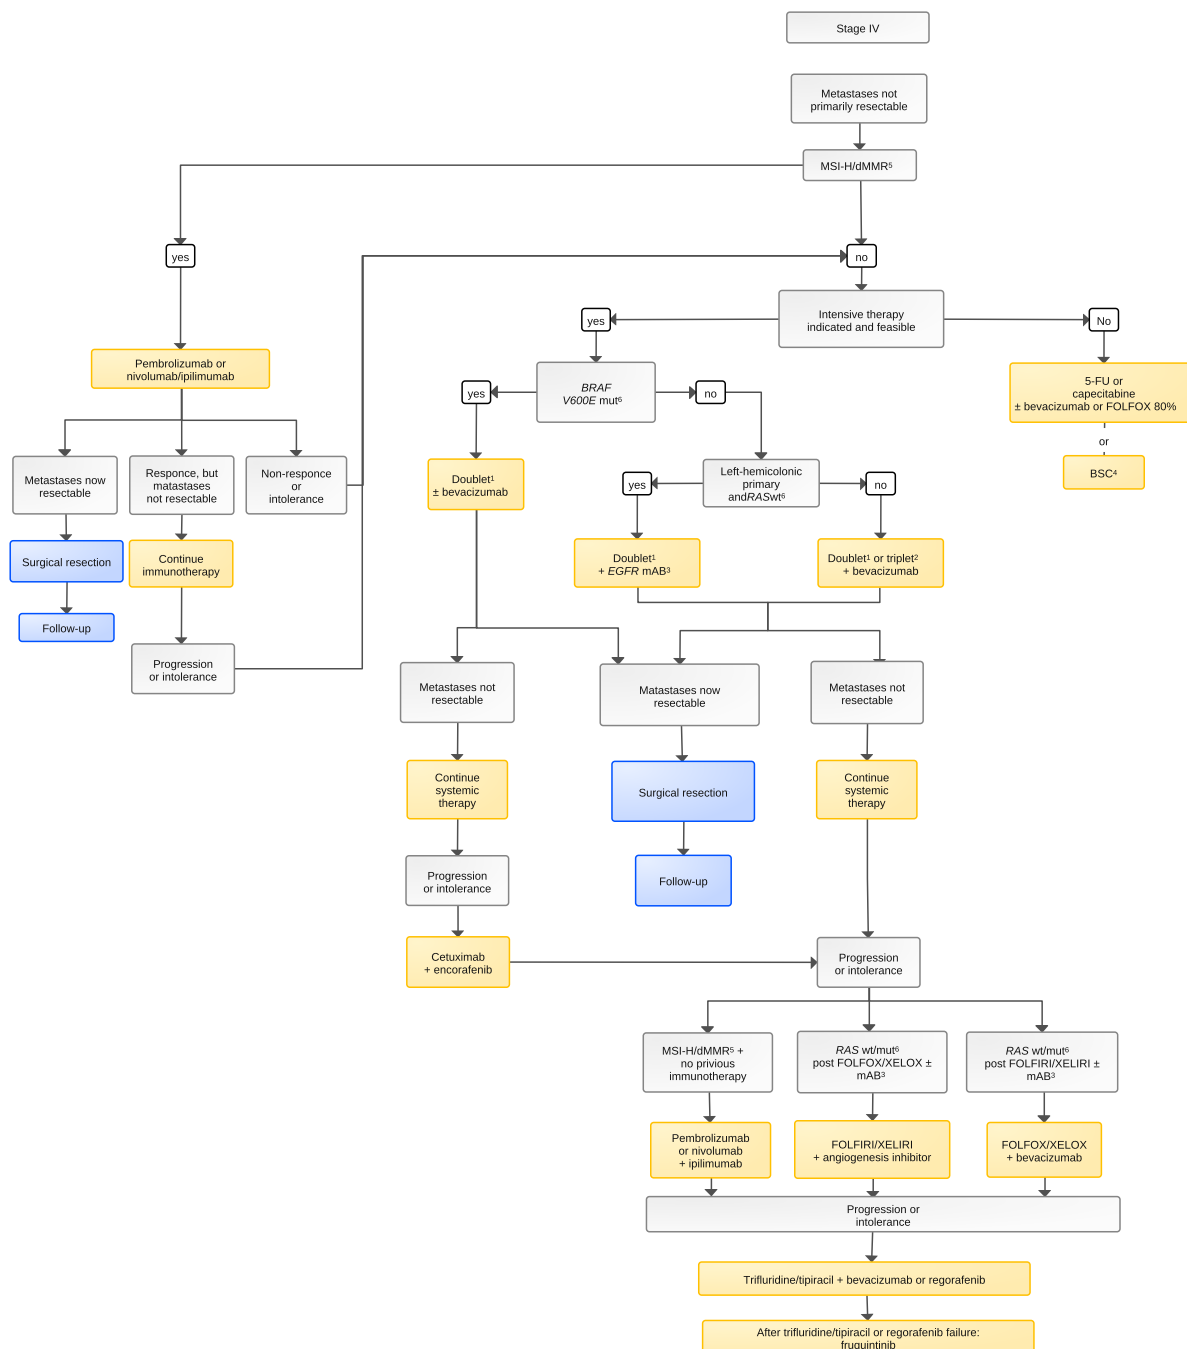 Stage IV
Metastases not
primarily resectable
MSI-H/dMMR⁵
yes
no
Intensive therapy
indicated and feasible
yes
No
Pembrolizumab or
nivolumab/ipilimumab
BRAF
V600E mut⁶
yes
no
5-FU or
capecitabine
± bevacizumab or FOLFOX 80%
or
BSC⁴
Metastases now
resectable
Responce, but
matastases
not resectable
Non-responce
or
intolerance
Doublet¹
± bevacizumab
Left-hemicolonic
primary
andRASwt⁶
yes
no
Surgical resection
Continue
immunotherapy
Doublet¹
+ EGFR mAB³
Doublet¹ or triplet²
+ bevacizumab
Follow-up
Progression
or intolerance
Metastases not
resectable
Matastases now
resectable
Metastases not
resectable
Continue
systemic
therapy
Surgical resection
Continue
systemic
therapy
Progression
or intolerance
Follow-up
Cetuximab
+ encorafenib
Progression
or intolerance
MSI-H/dMMR⁵ +
no privious
immunotherapy
RAS wt/mut⁶
post FOLFOX/XELOX ±
mAB³
RAS wt/mut⁶
post FOLFIRI/XELIRI ±
mAB³
Pembrolizumab
or nivolumab
+ ipilimumab
FOLFIRI/XELIRI
+ angiogenesis inhibitor
FOLFOX/XELOX
+ bevacizumab
Progression or
intolerance
Trifluridine/tipiracil + bevacizumab or regorafenib
After trifluridine/tipiracil or regorafenib failure:
fruquintinib